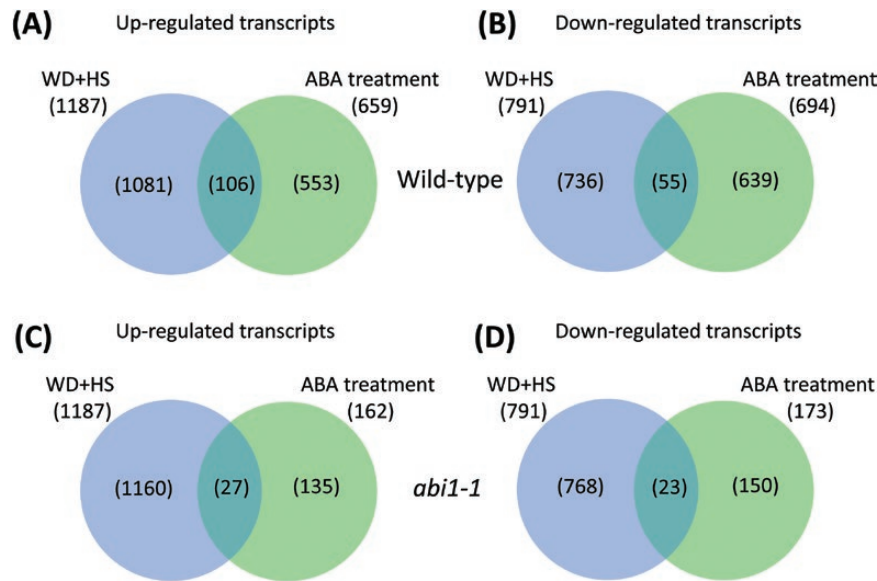 (A) Up-regulated transcripts
WD+HS
(1187)
ABA treatment
(659)
(1081) (106) (553)
(B) Down-regulated transcripts
WD+HS
(791)
ABA treatment
(694)
(736) (55) (639)
Wild-type
(C) Up-regulated transcripts
WD+HS
(1187)
ABA treatment
(162)
(1160) (27) (135)
(D) Down-regulated transcripts
WD+HS
(791)
ABA treatment
(173)
(768) (23) (150)
abi1-1